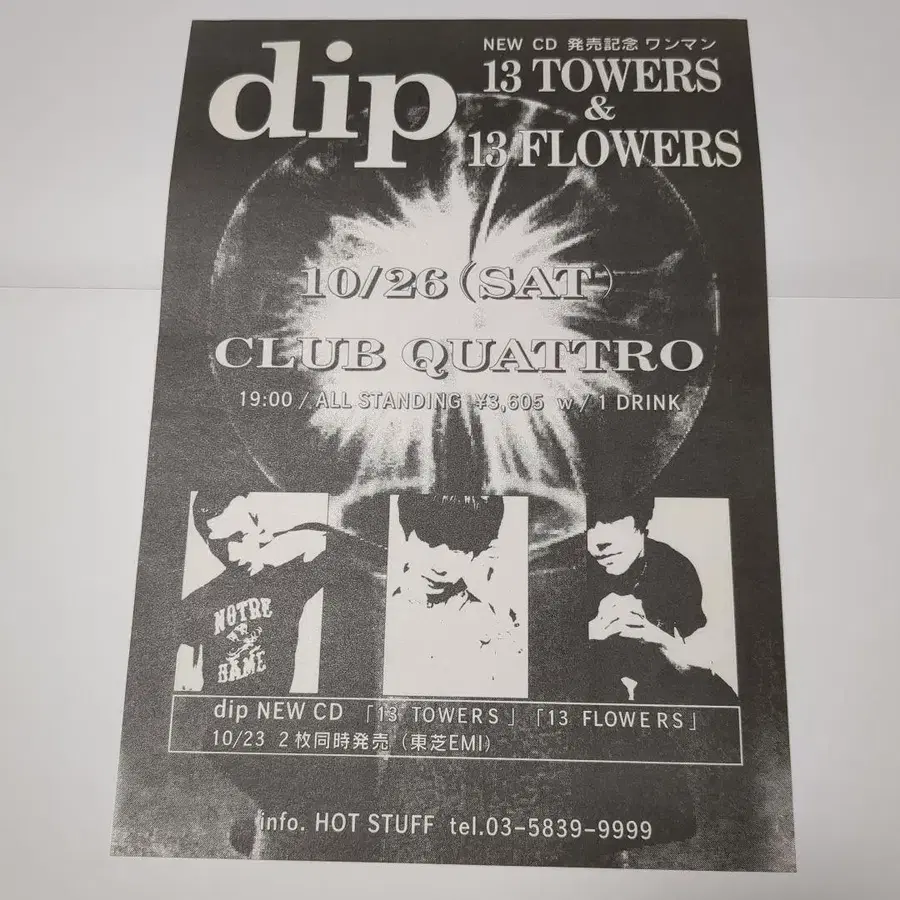 dip
NEW CD 発売記念 ワンマン
13 TOWERS
&
13 FLOWERS
10/26 (SAT)
CLUB QUATTRO
19:00 / ALL STANDING ¥3,605 w / 1 DRINK
NOTRE
DAME
dip NEW CD 「13 TOWERS」「13 FLOWERS」
10/23 2枚同時発売 (東芝EMI)
info. HOT STUFF tel.03-5839-9999